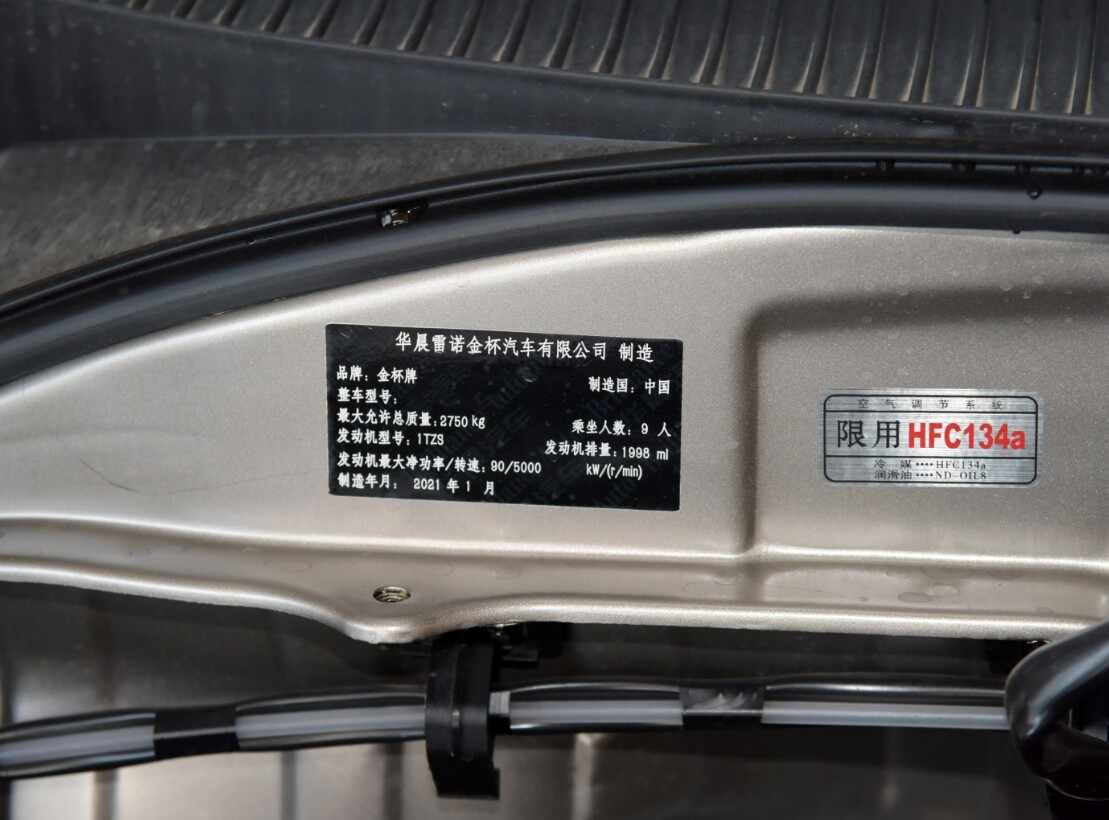 华晨雷诺金杯汽车有限公司 制造
品牌：金杯牌 制造国：中国
整车型号：
最大允许总质量：2750 kg 乘坐人数：9 人
发动机型号：1TZS 发动机排量：1998 ml
发动机最大净功率/转速：90/5000 kW/(r/min)
制造年月： 2021 年 1 月
空气调节系统
限用 HFC134a
冷 媒····HFC134a
润滑油····ND-OIL8